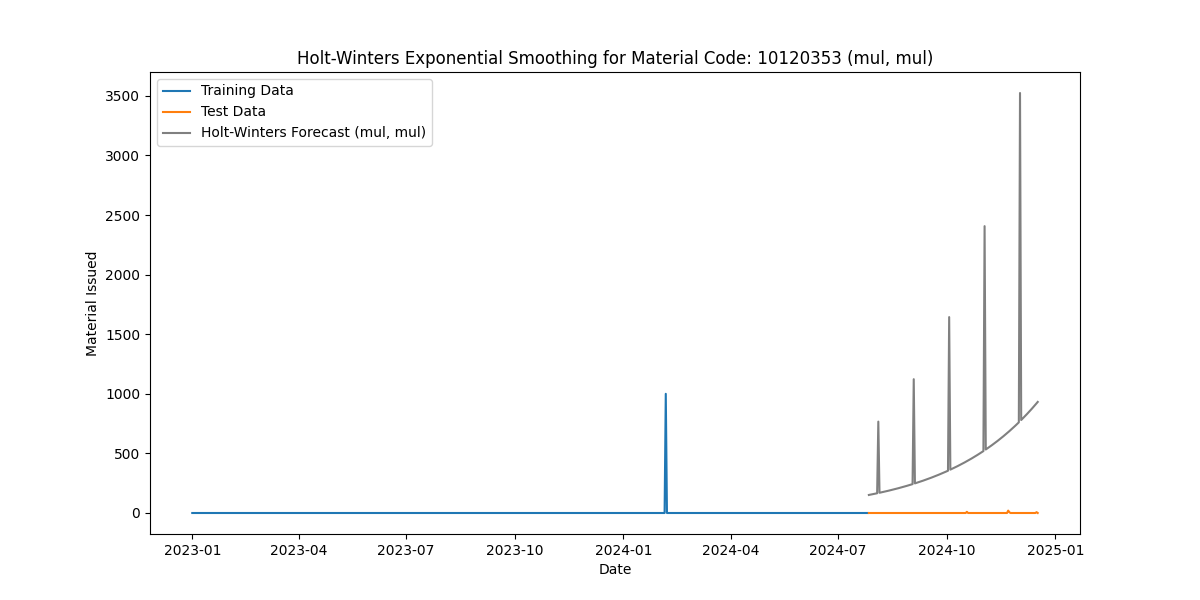 Holt-Winters Exponential Smoothing for Material Code: 10120353 (mul, mul)
Training Data
Test Data
Holt-Winters Forecast (mul, mul)
Material Issued
3500
3000
2500
2000
1500
1000
500
0
2023-01 2023-04 2023-07 2023-10 2024-01 2024-04 2024-07 2024-10 2025-01
Date